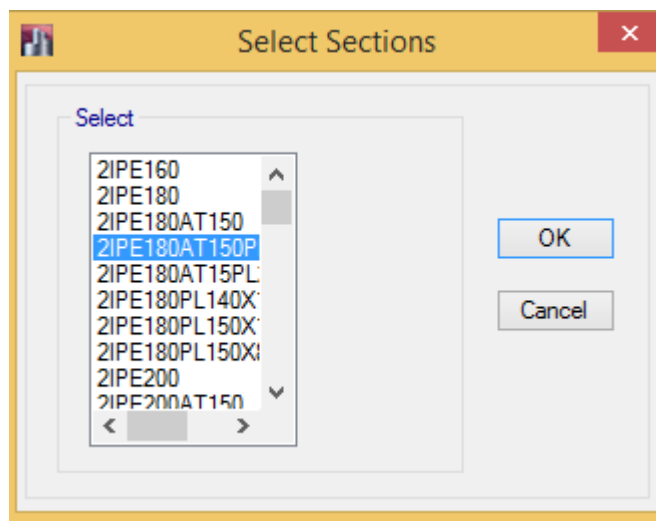 Select Sections
Select
2IPE160
2IPE180
2IPE180AT150
2IPE180AT150P
2IPE180AT15PL
2IPE180PL140X
2IPE180PL150X
2IPE180PL150X
2IPE200
2IPE200AT150
OK
Cancel